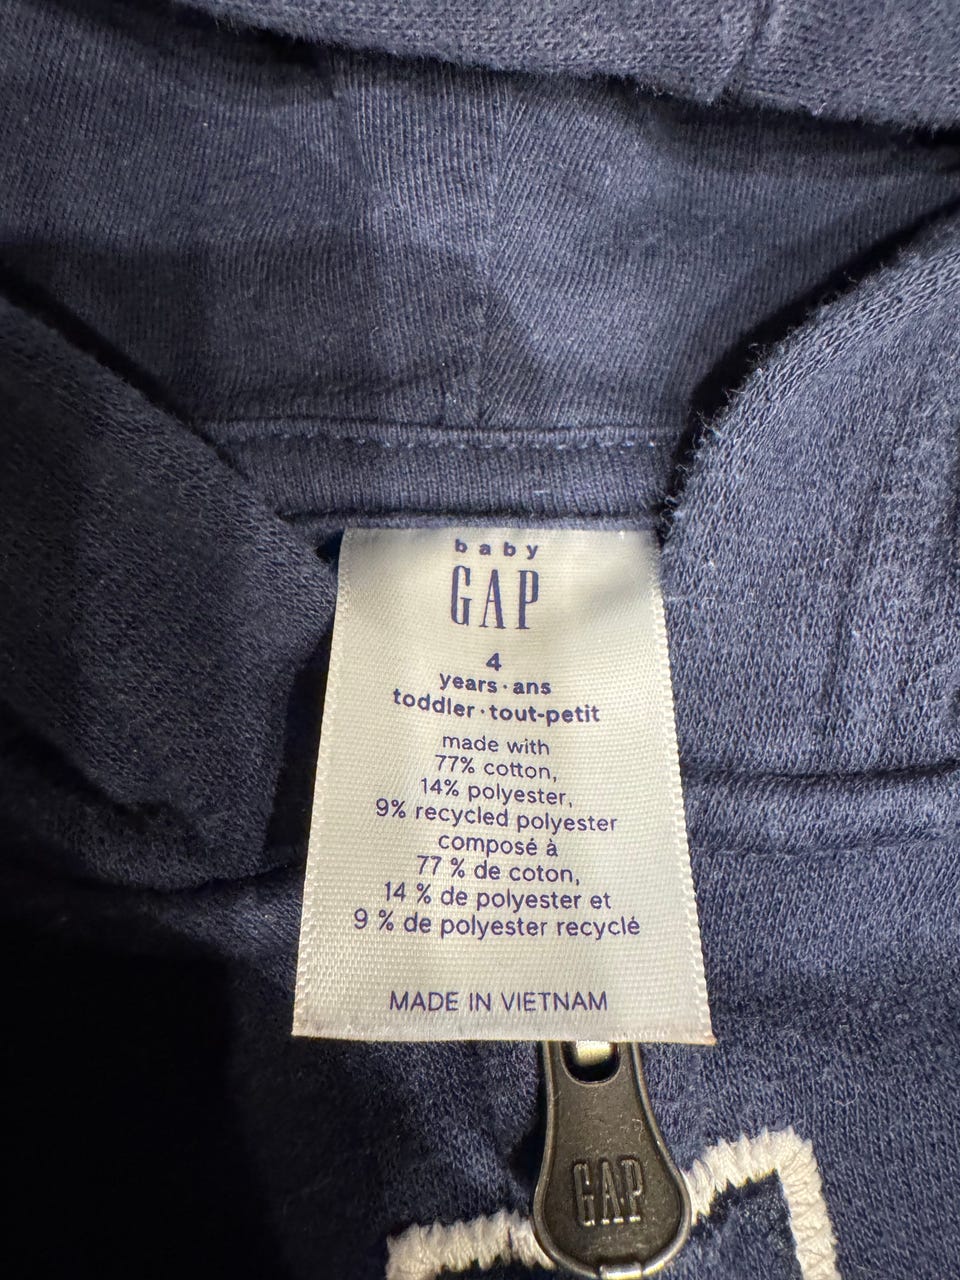 baby
GAP
4
years·ans
toddler·tout-petit
made with
77% cotton,
14% polyester,
9% recycled polyester
composé à
77 % de coton,
14 % de polyester et
9 % de polyester recyclé
MADE IN VIETNAM
GAP